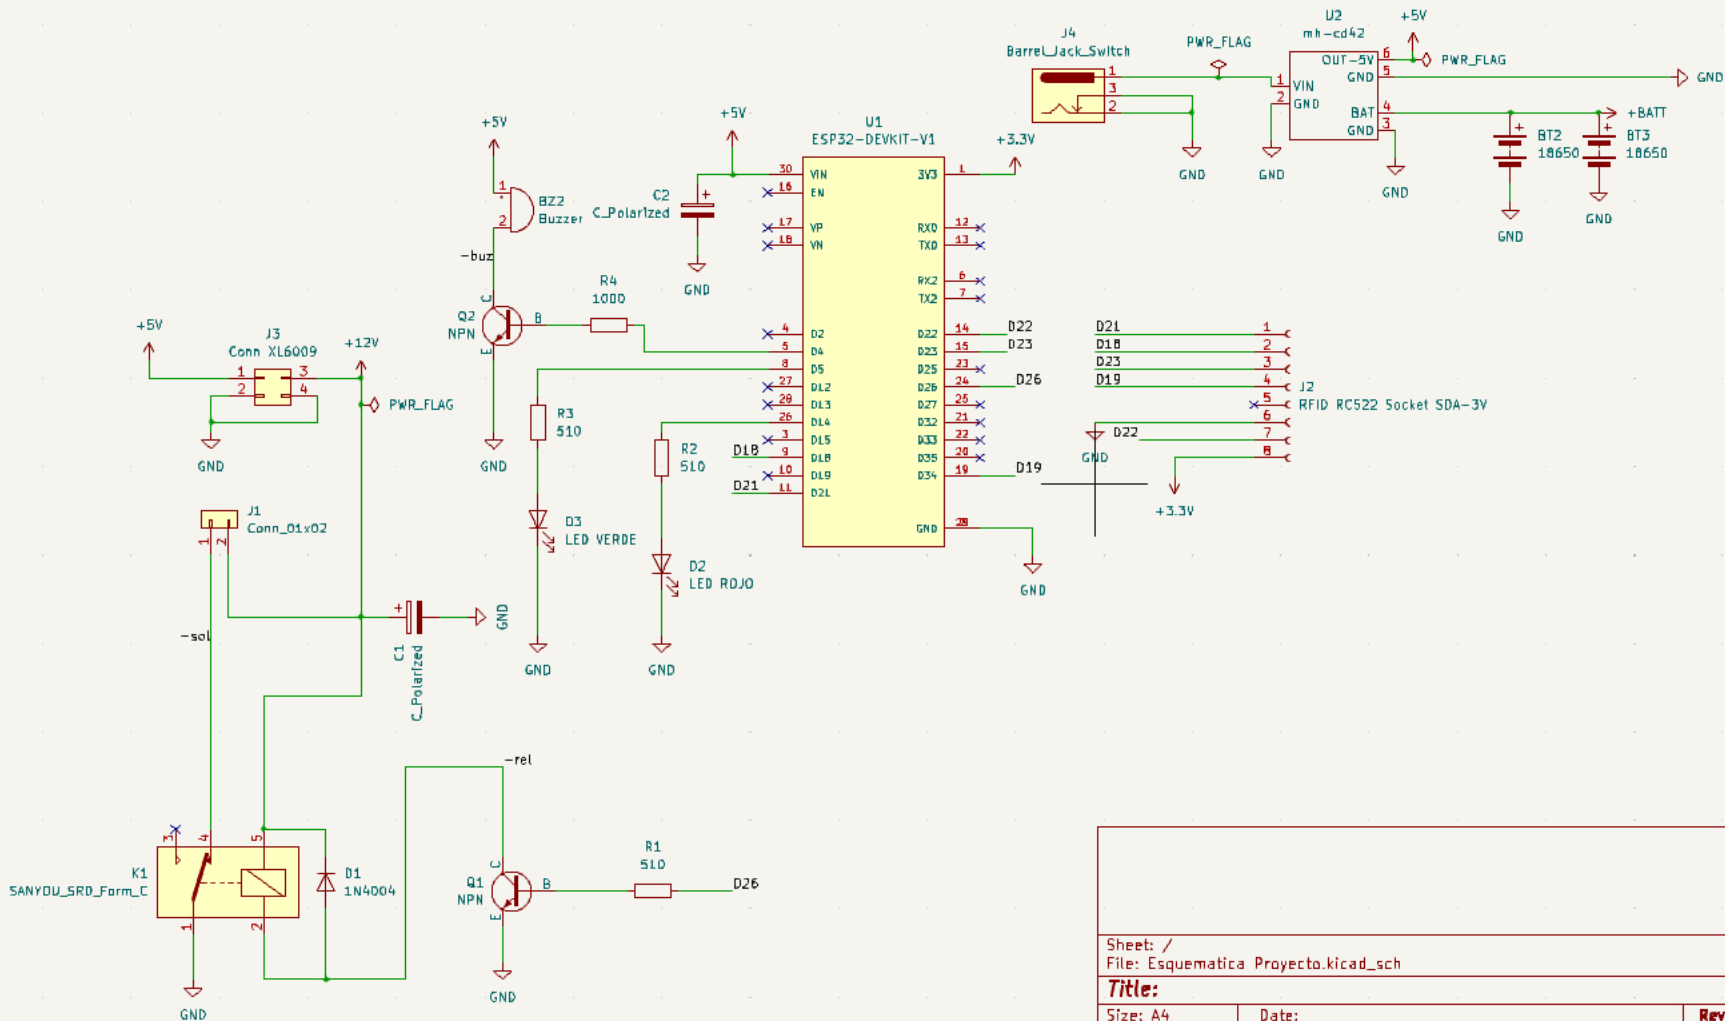 J4
Barrel_Jack_Switch
1
3
2
PWR_FLAG
U2
mh-cd42
+5V
OUT-5V 6
PWR_FLAG
GND 5
GND
1 VIN
2 GND
BAT 4
GND 3
+BATT
BT2
18650
BT3
18650
GND
GND
GND
GND
GND
+5V
1
2
BZ2
Buzzer
-buz
Q2
NPN
C
B
E
GND
R4
1000
+5V
C2
C_Polarized
GND
U1
ESP32-DEVKIT-V1
+3.3V
30 VIN
16 EN
17 VP
18 VN
4 D2
5 D4
8 D5
27 D12
28 D13
26 D14
3 D15
D18 9 D18
10 D19
D21 11 D21
3V3 1
RX0 12
TX0 13
RX2 6
TX2 7
D22 14 D22
D23 15 D23
D25 23
D26 24 D26
D27 25
D32 21
D33 22
D35 20
D34 19 D19
GND
GND
D21 1
D18 2
D23 3
D19 4
J2
5 RFID RC522 Socket SDA-3V
6
GND
D22 7
8
+3.3V
+5V
J3
Conn XL6009
+12V
1 3
2 4
PWR_FLAG
GND
R3
510
D3
LED VERDE
GND
R2
510
D2
LED ROJO
GND
J1
Conn_01x02
1 2
-sol
C1
C_Polarized
GND
-rel
K1
SANYOU_SRD_Form_C
3 4 5
1 2
GND
D1
1N4004
Q1
NPN
C
B
E
GND
R1
510
D26
Sheet: /
File: Esquematica Proyecto.kicad_sch
Title:
Size: A4
Date:
Rev